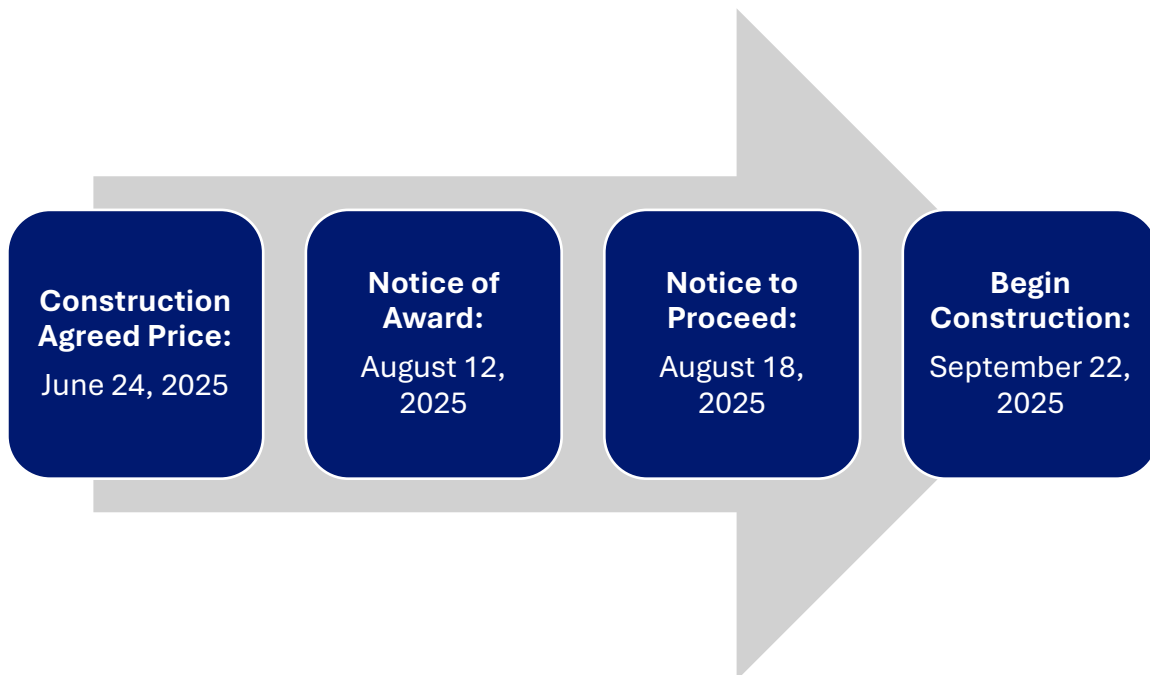 Construction
Agreed Price:
June 24, 2025
Notice of
Award:
August 12,
2025
Notice to
Proceed:
August 18,
2025
Begin
Construction:
September 22,
2025